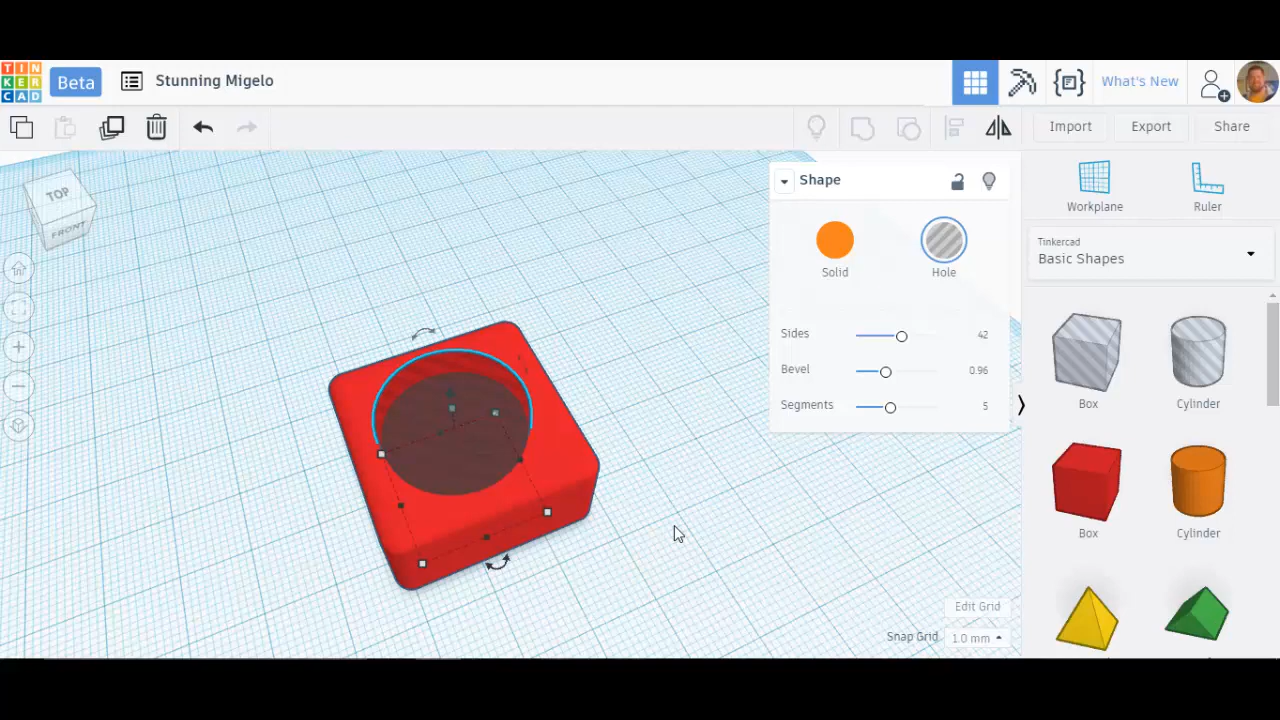 TIN
KER
CAD
Beta
Stunning Migelo
What's New
Import
Export
Share
TOP
FRONT
Shape
Solid
Hole
Sides
42
Bevel
0.96
Segments
5
Workplane
Ruler
Tinkercad
Basic Shapes
Box
Cylinder
Box
Cylinder
Edit Grid
Snap Grid
1.0 mm